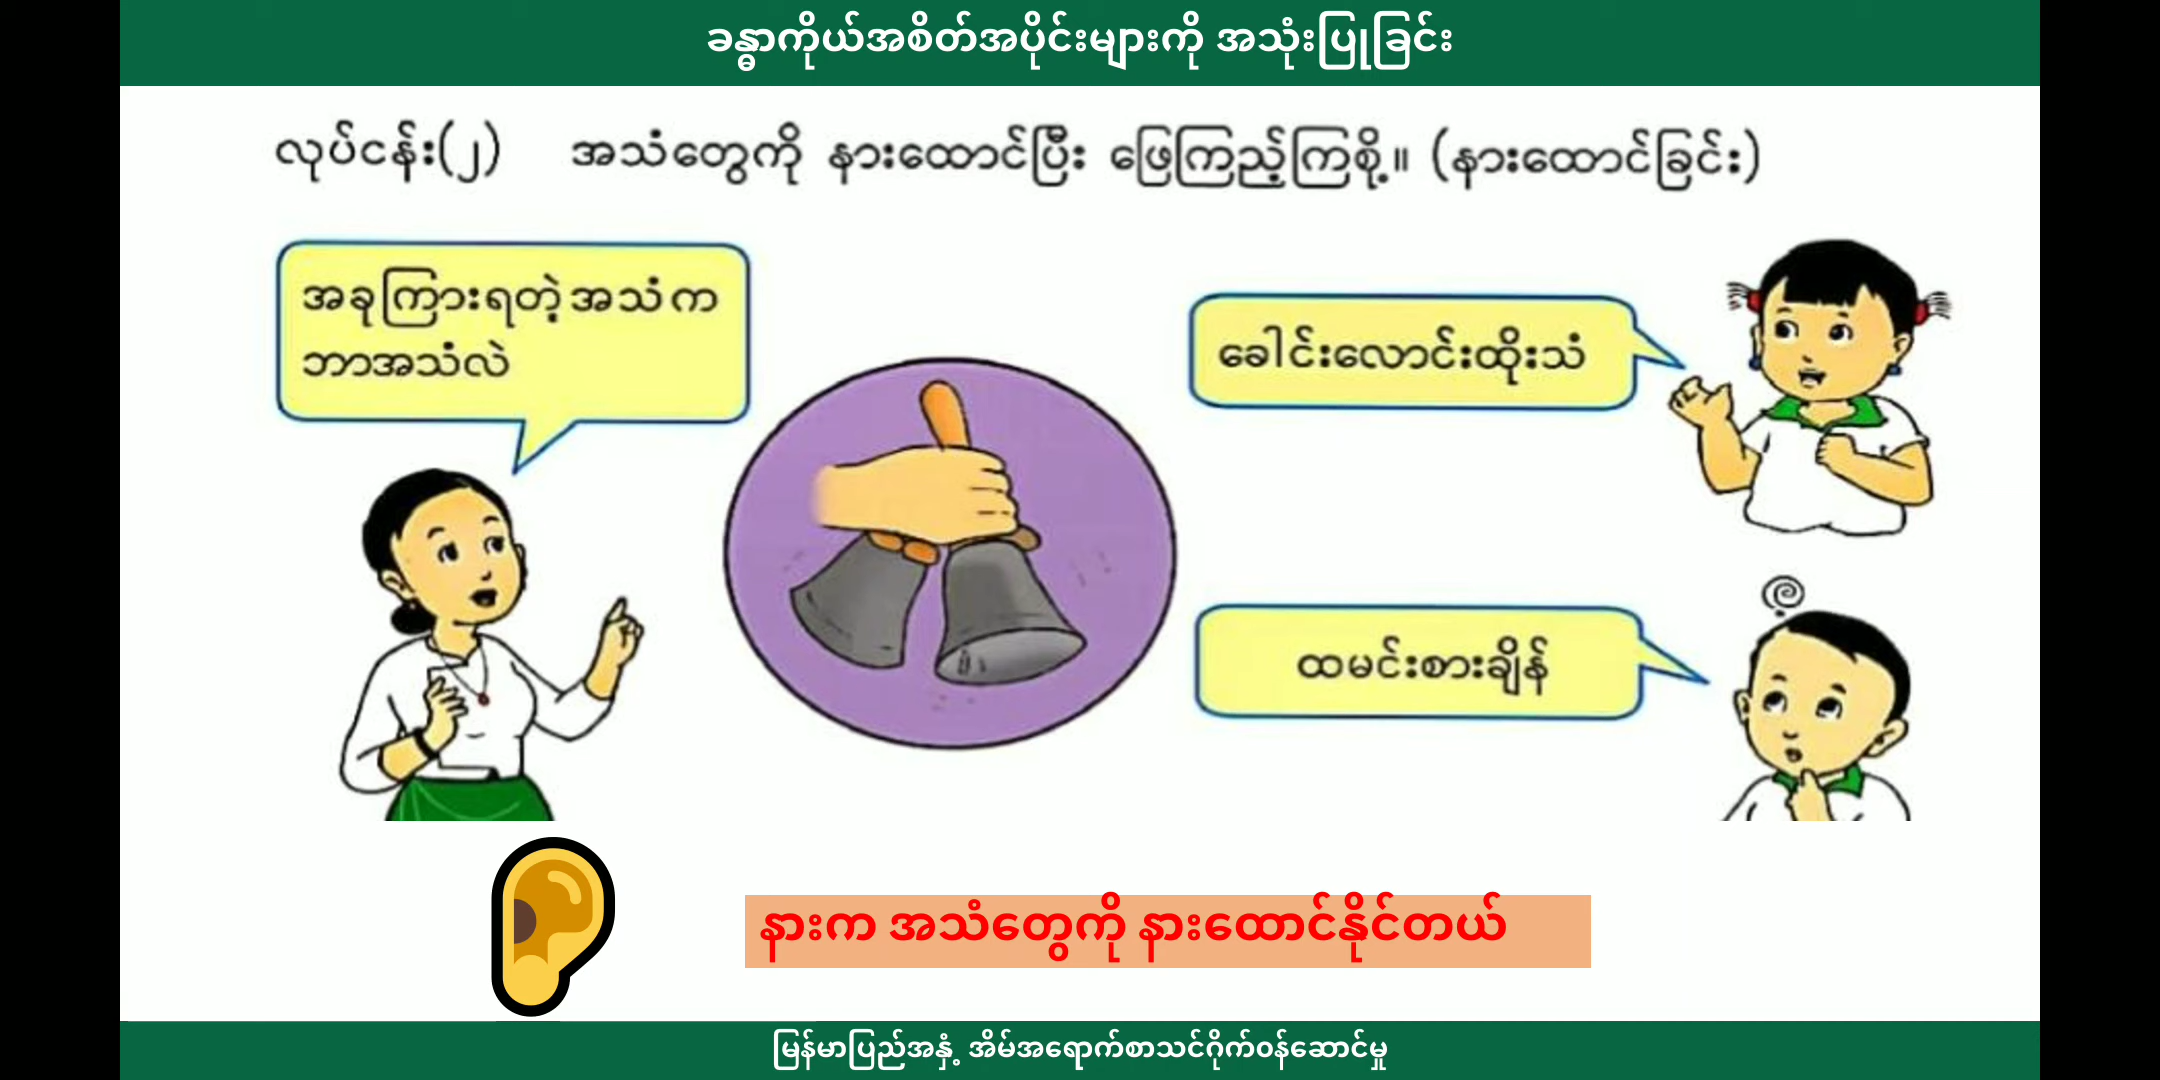 ခန္ဓာကိုယ်အစိတ်အပိုင်းများကို အသုံးပြုခြင်း
လုပ်ငန်း(၂) အသံတွေကို နားထောင်ပြီး ဖြေကြည့်ကြစို့။ (နားထောင်ခြင်း)
အခုကြားရတဲ့အသံက
ဘာအသံလဲ
ခေါင်းလောင်းထိုးသံ
ထမင်းစားချိန်
နားက အသံတွေကို နားထောင်နိုင်တယ်
မြန်မာပြည်အနှံ့ အိမ်အရောက်စာသင်ဂိုက်ဝန်ဆောင်မှု